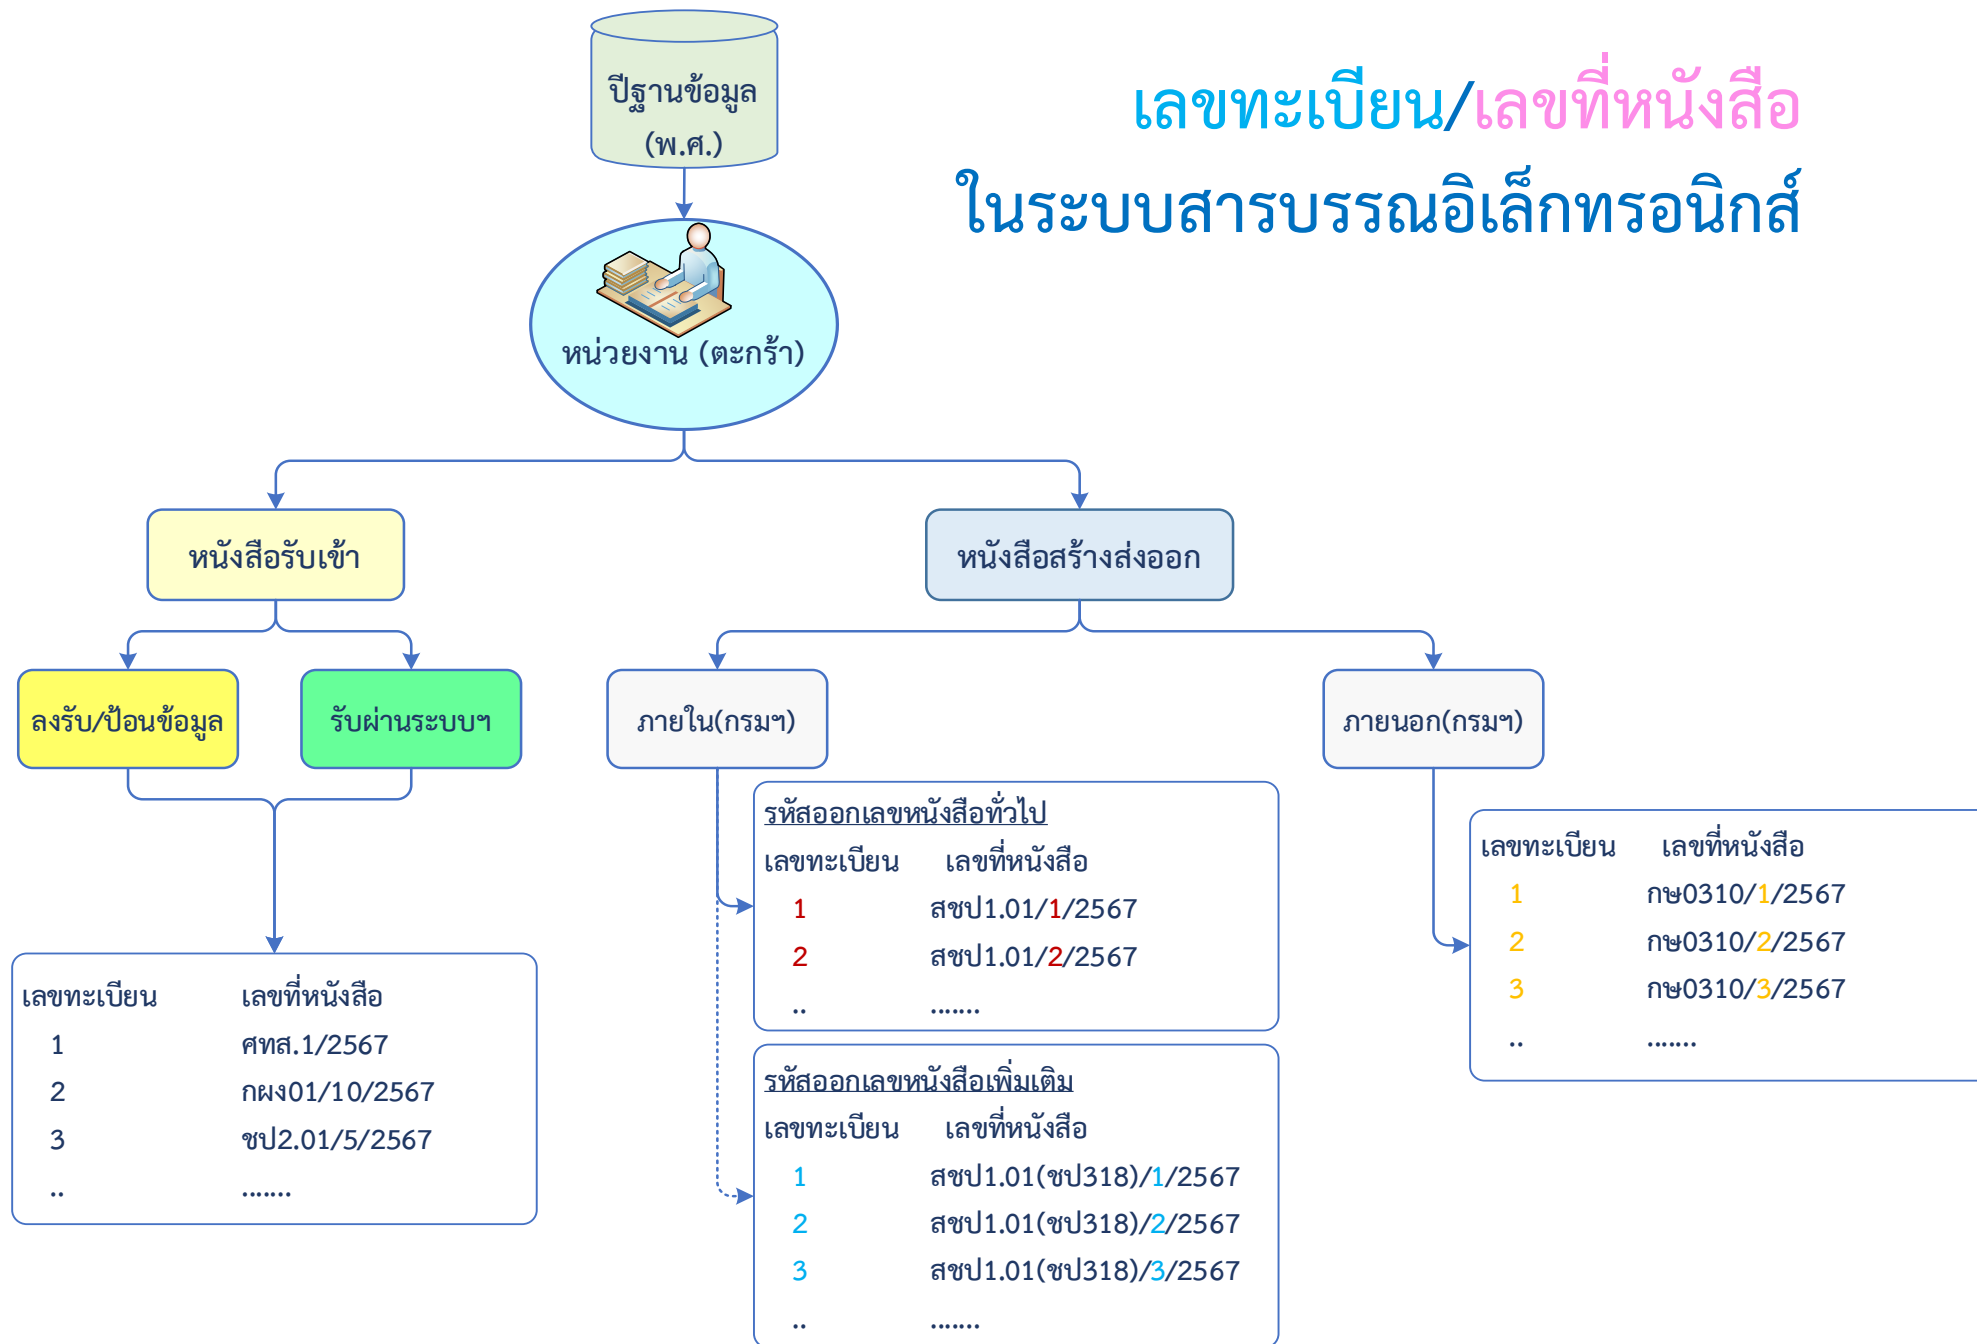 ปีฐานข้อมูล
(พ.ศ.)
เลขทะเบียน/เลขที่หนังสือ
ในระบบสารบรรณอิเล็กทรอนิกส์
หน่วยงาน (ตะกร้า)
หนังสือรับเข้า
หนังสือสร้างส่งออก
ลงรับ/ป้อนข้อมูล
รับผ่านระบบฯ
ภายใน(กรมฯ)
ภายนอก(กรมฯ)
เลขทะเบียน เลขที่หนังสือ
1 ศทส.1/2567
2 กผง01/10/2567
3 ชป2.01/5/2567
.. .......
รหัสออกเลขหนังสือทั่วไป
เลขทะเบียน เลขที่หนังสือ
1 สชป1.01/1/2567
2 สชป1.01/2/2567
.. .......
รหัสออกเลขหนังสือเพิ่มเติม
เลขทะเบียน เลขที่หนังสือ
1 สชป1.01(ชป318)/1/2567
2 สชป1.01(ชป318)/2/2567
3 สชป1.01(ชป318)/3/2567
.. .......
เลขทะเบียน เลขที่หนังสือ
1 กษ0310/1/2567
2 กษ0310/2/2567
3 กษ0310/3/2567
.. .......